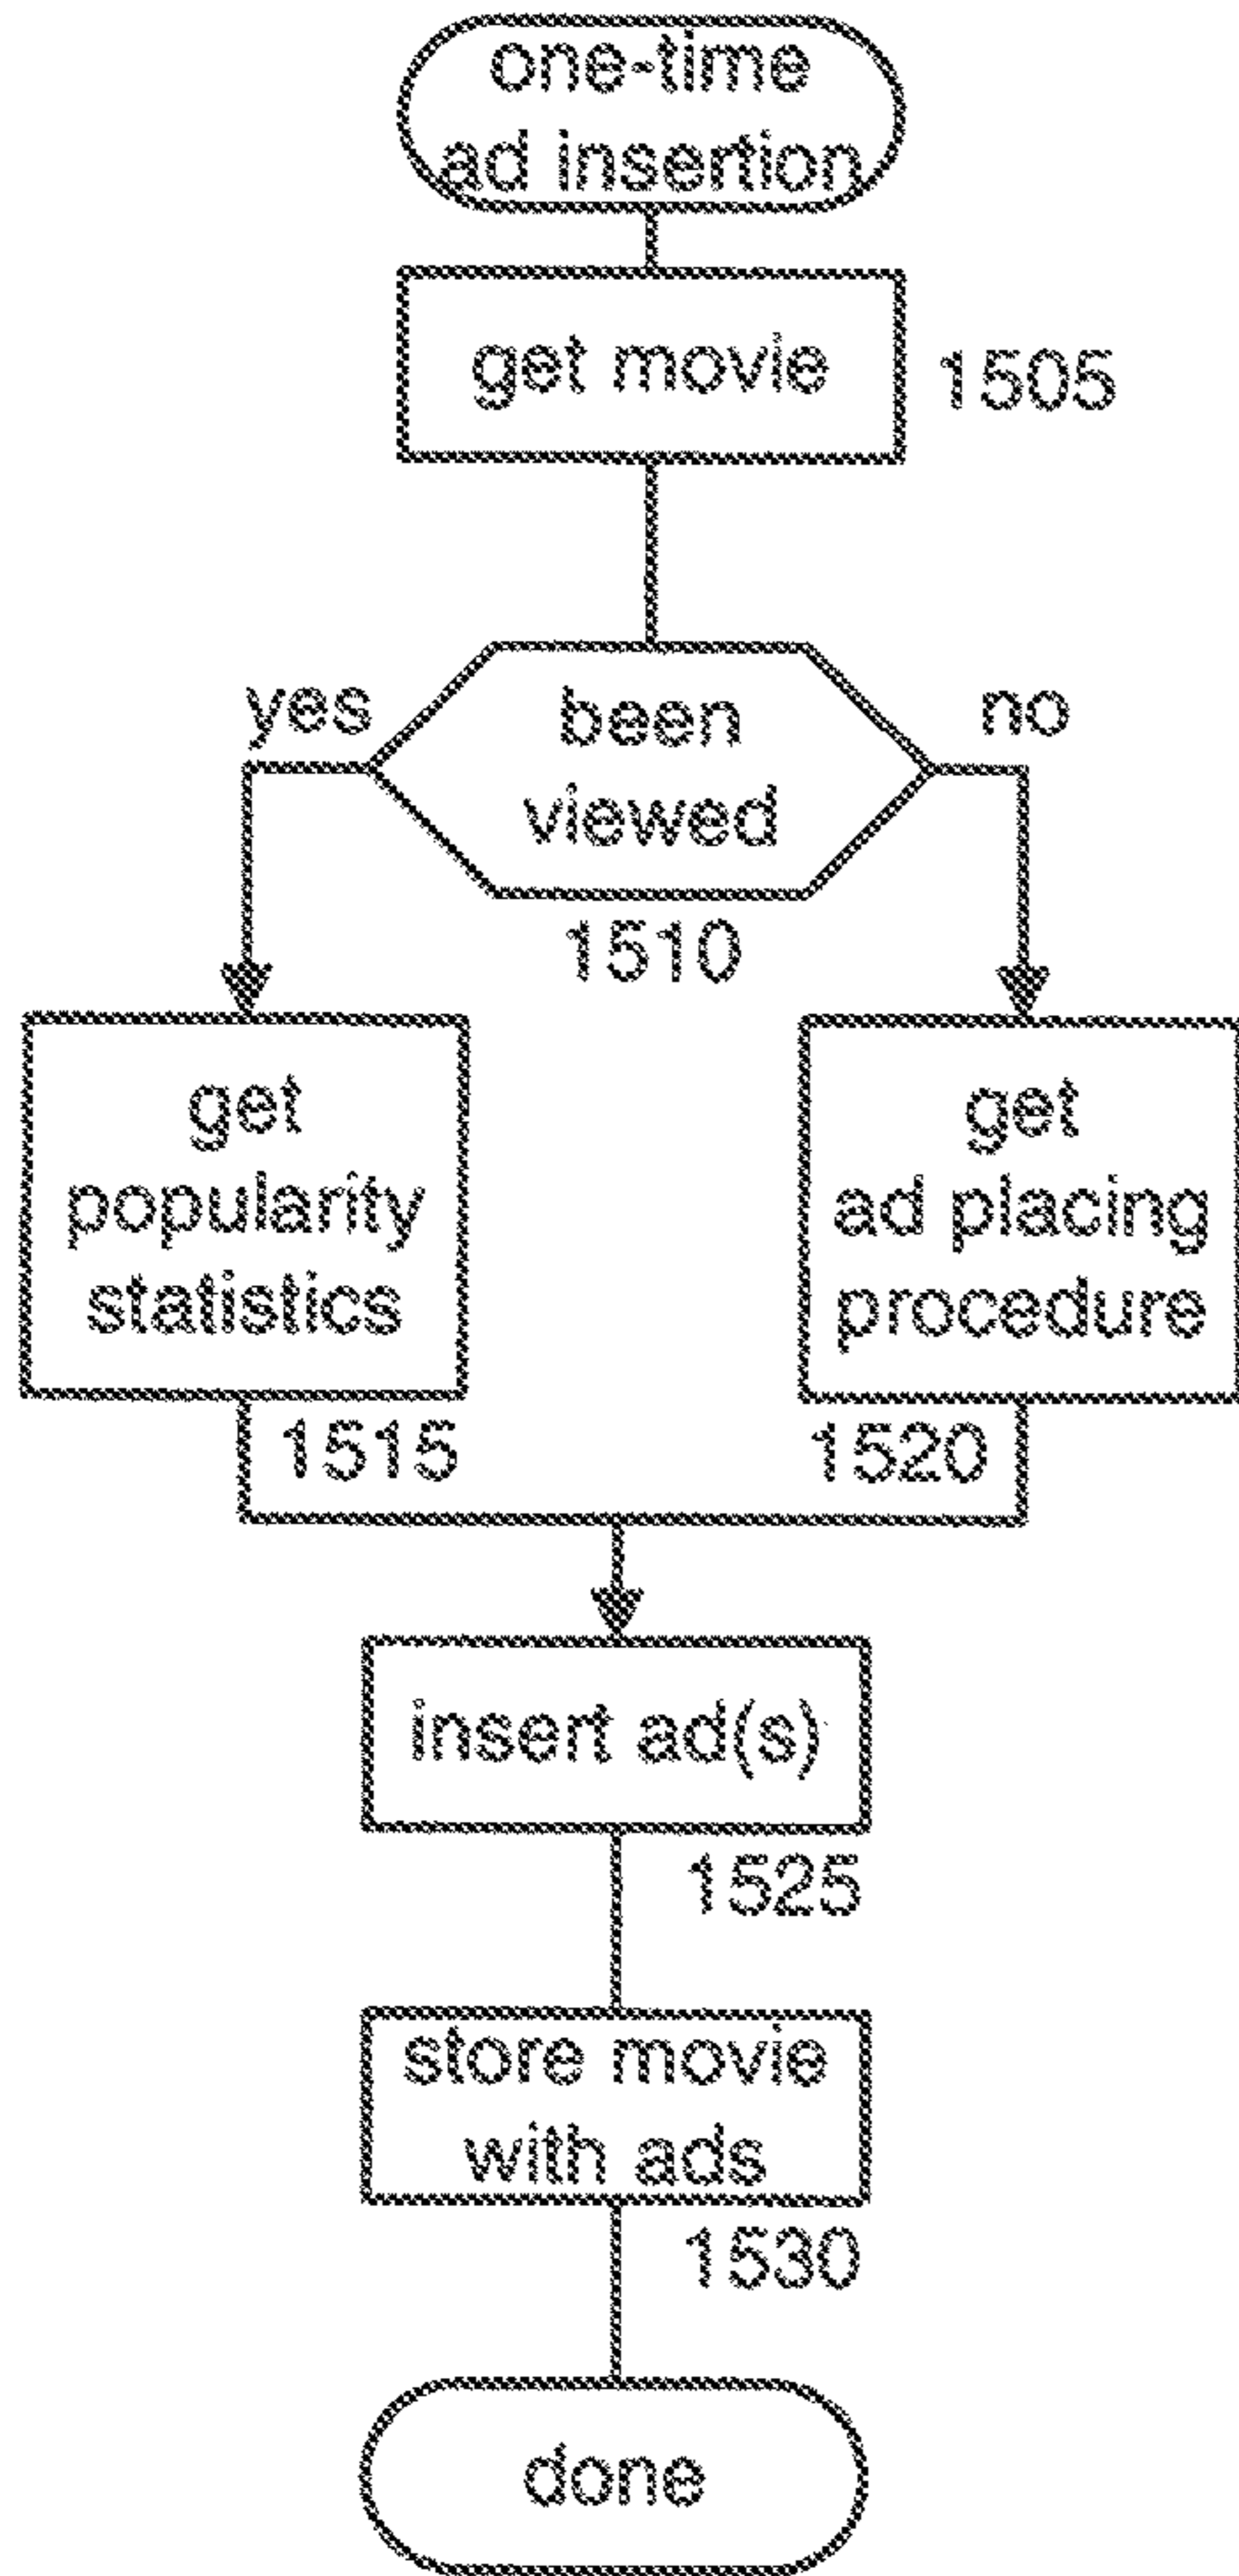 one-time
ad insertion
get movie
1505
yes
been
viewed
no
1510
get
popularity
statistics
1515
get
ad placing
procedure
1520
insert ad(s)
1525
store movie
with ads
1530
done